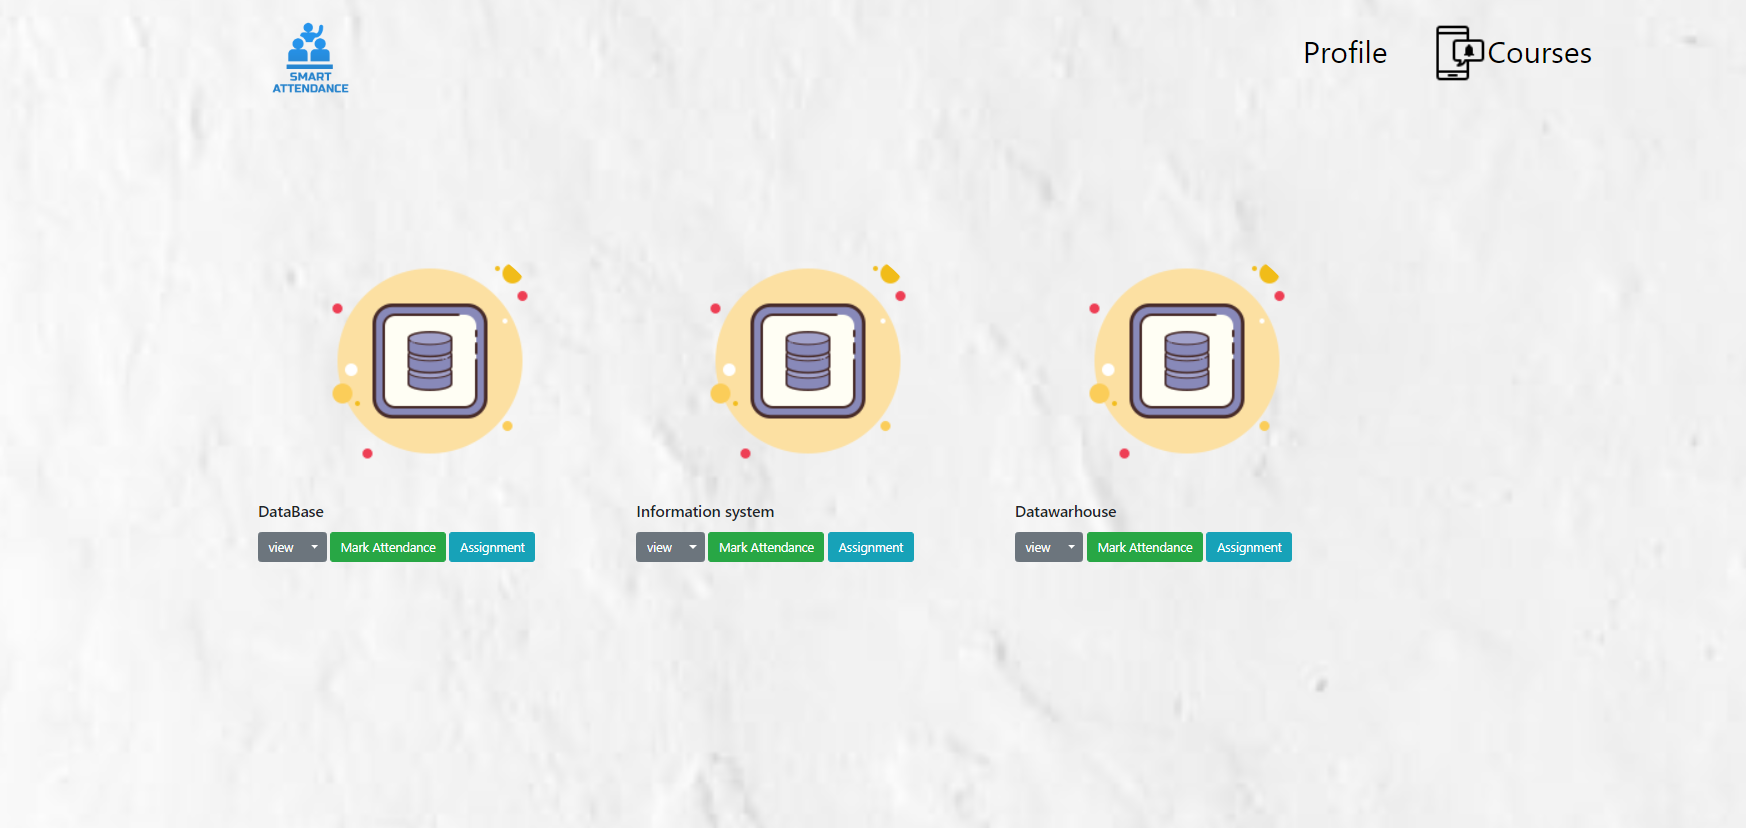 SMART
ATTENDANCE
Profile Courses
DataBase
view Mark Attendance Assignment
Information system
view Mark Attendance Assignment
Datawarhouse
view Mark Attendance Assignment